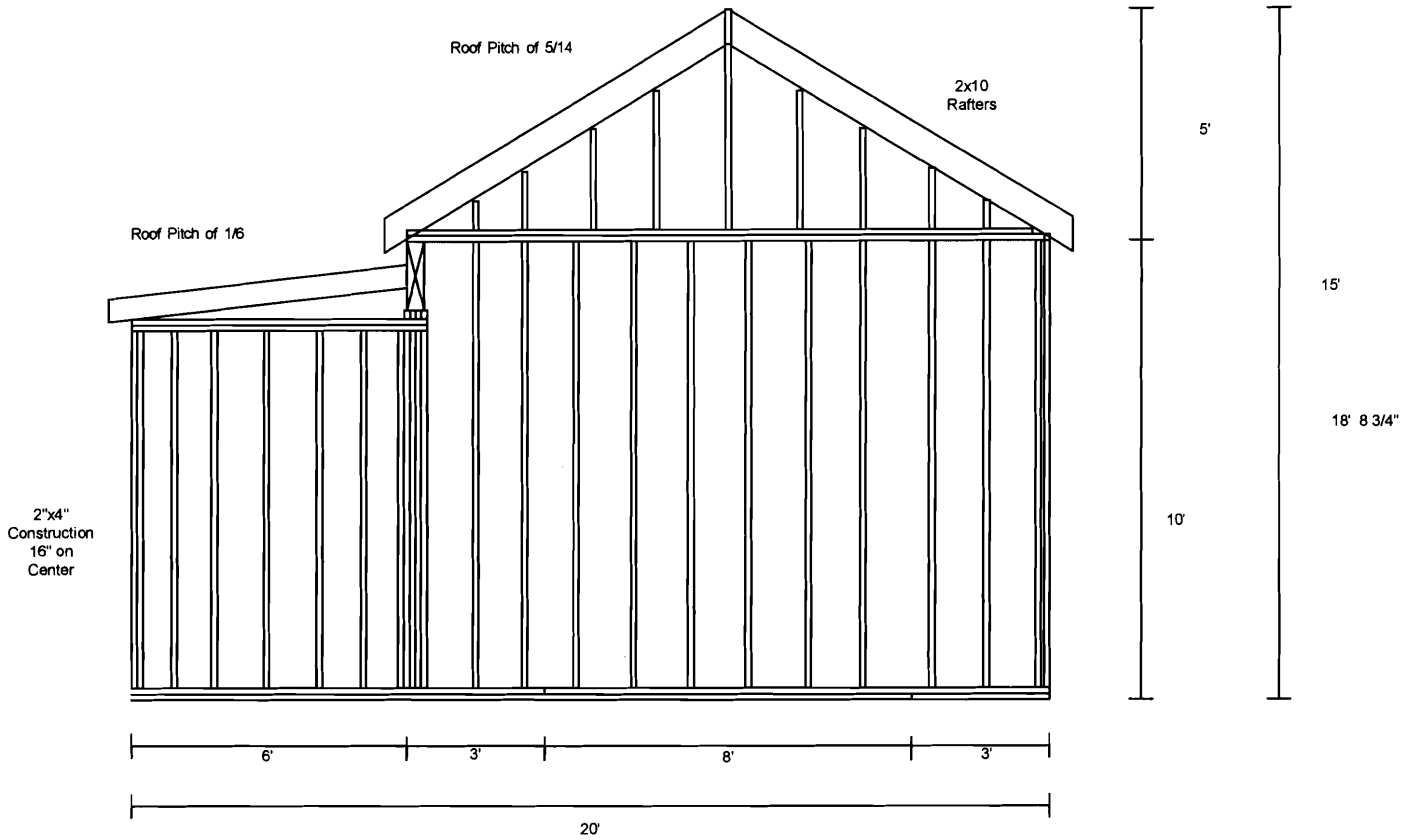 Roof Pitch of 5/14
2x10
Rafters
5'
Roof Pitch of 1/6
15'
18' 8 3/4"
2"x4"
Construction
16" on
Center
10'
6'
3'
8'
3'
20'